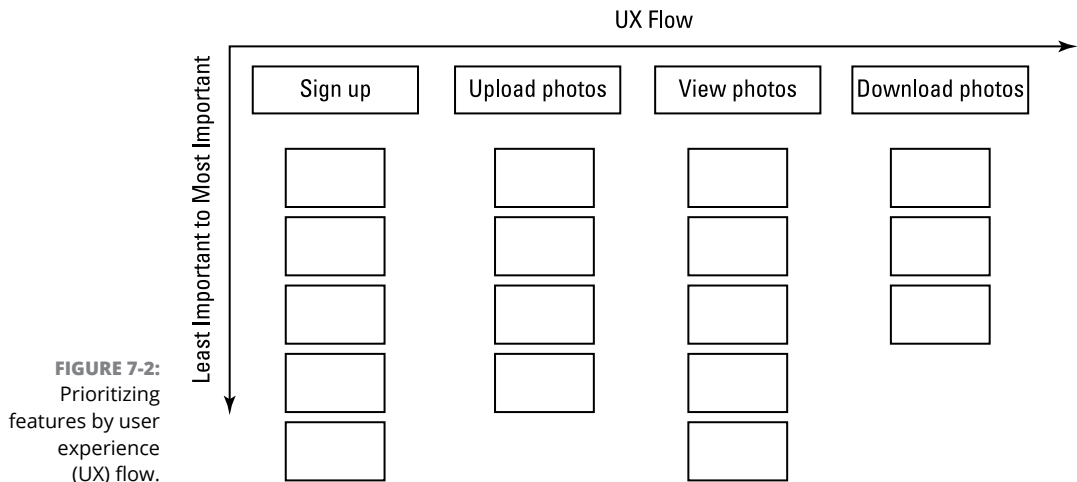 UX Flow
Least Important to Most Important
Sign up
Upload photos
View photos
Download photos
FIGURE 7-2:
Prioritizing
features by user
experience
(UX) flow.